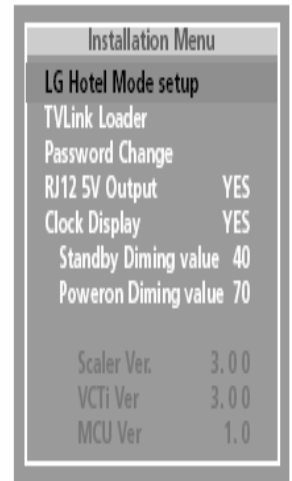 Installation Menu
LG Hotel Mode setup
TVLink Loader
Password Change
RJ12 5V Output YES
Clock Display YES
Standby Diming value 40
Poweron Diming value 70
Scaler Ver. 3.00
VCTi Ver 3.00
MCU Ver 1.0